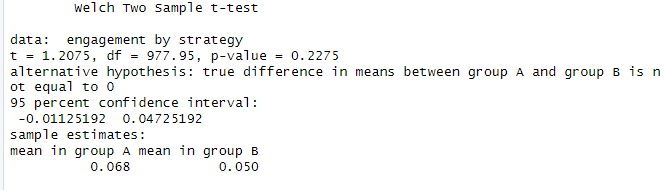 Welch Two Sample t-test
data:  engagement by strategy
t = 1.2075, df = 977.95, p-value = 0.2275
alternative hypothesis: true difference in means between group A and group B is n
ot equal to 0
95 percent confidence interval:
 -0.01125192  0.04725192
sample estimates:
mean in group A mean in group B
          0.068           0.050